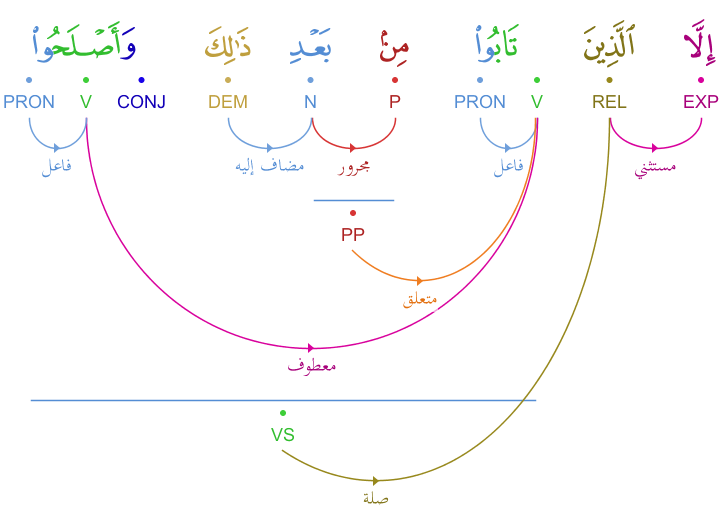 إِلَّا ٱلَّذِينَ تَابُوا۟ مِنۢ بَعْدِ ذَٰلِكَ وَأَصْلَحُوا۟
PRON V CONJ DEM N P PRON V REL EXP
فاعل مضاف إليه مجرور فاعل مستثني
PP
متعلق
معطوف
VS
صلة